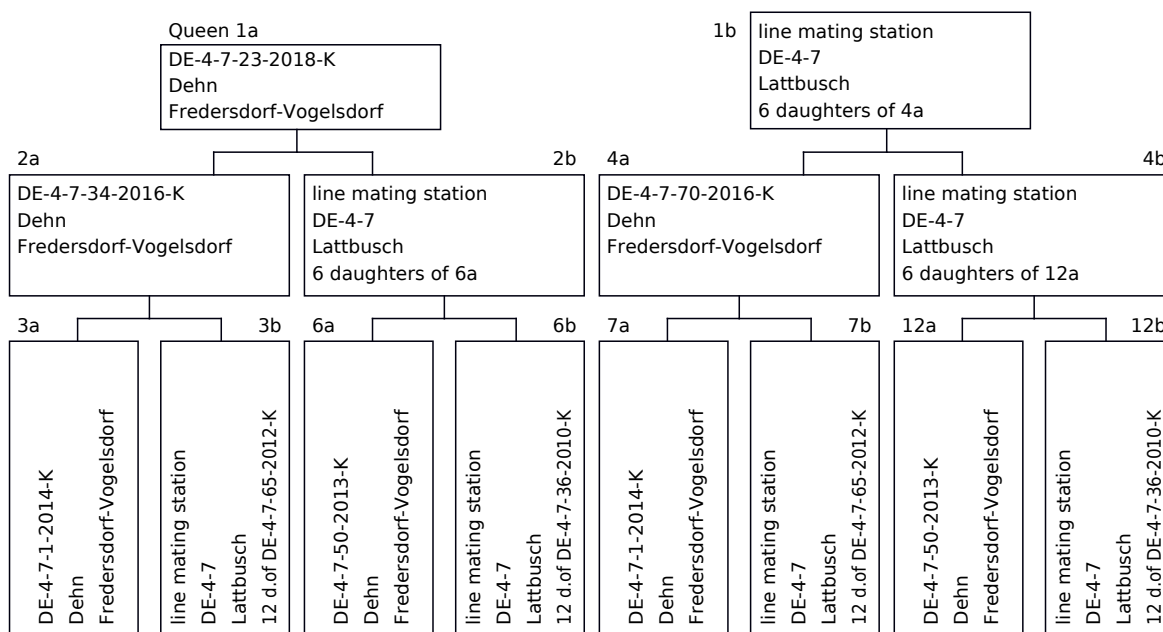 Queen 1a
DE-4-7-23-2018-K
Dehn
Fredersdorf-Vogelsdorf
1b
line mating station
DE-4-7
Lattbusch
6 daughters of 4a
2a
DE-4-7-34-2016-K
Dehn
Fredersdorf-Vogelsdorf
2b
line mating station
DE-4-7
Lattbusch
6 daughters of 6a
4a
DE-4-7-70-2016-K
Dehn
Fredersdorf-Vogelsdorf
4b
line mating station
DE-4-7
Lattbusch
6 daughters of 12a
3a
DE-4-7-1-2014-K
Dehn
Fredersdorf-Vogelsdorf
3b
line mating station
DE-4-7
Lattbusch
12 d.of DE-4-7-65-2012-K
6a
DE-4-7-50-2013-K
Dehn
Fredersdorf-Vogelsdorf
6b
line mating station
DE-4-7
Lattbusch
12 d.of DE-4-7-36-2010-K
7a
DE-4-7-1-2014-K
Dehn
Fredersdorf-Vogelsdorf
7b
line mating station
DE-4-7
Lattbusch
12 d.of DE-4-7-65-2012-K
12a
DE-4-7-50-2013-K
Dehn
Fredersdorf-Vogelsdorf
12b
line mating station
DE-4-7
Lattbusch
12 d.of DE-4-7-36-2010-K